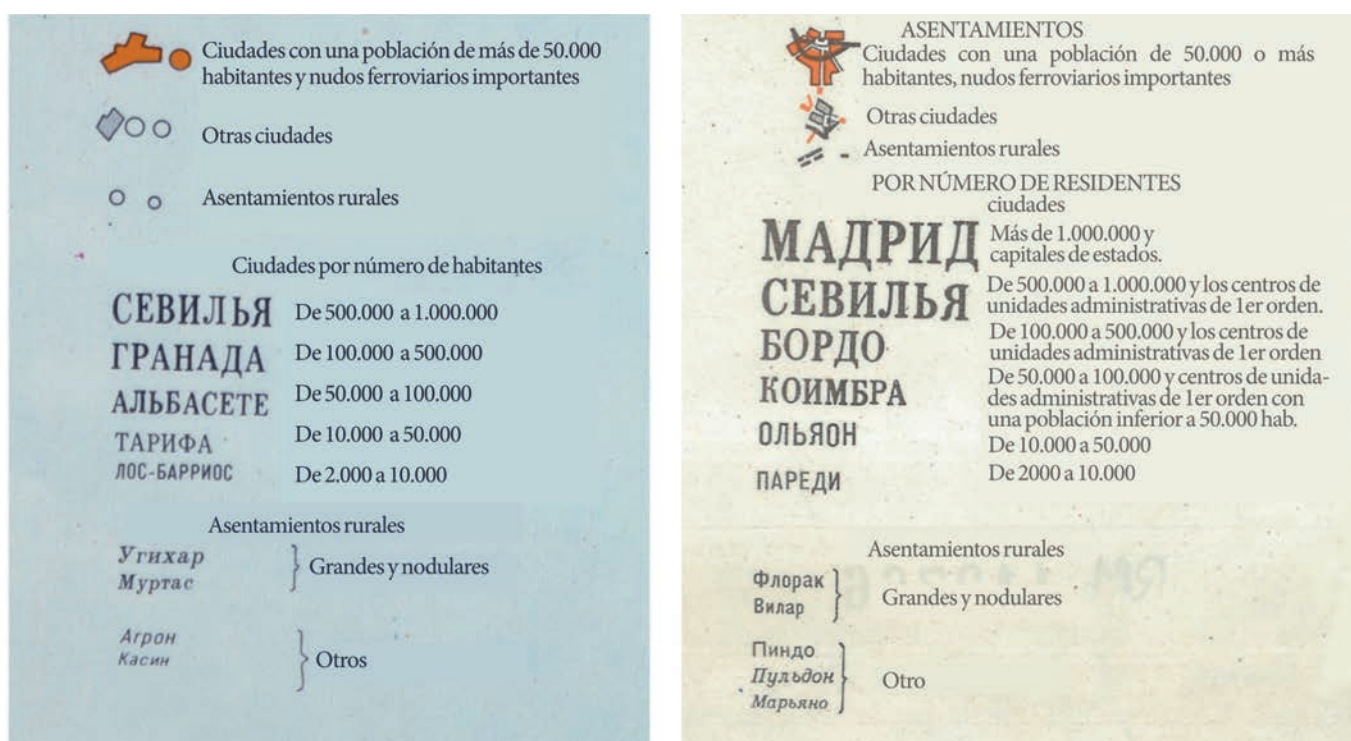 Ciudades con una población de más de 50.000
habitantes y nudos ferroviarios importantes
Otras ciudades
Asentamientos rurales
Ciudades por número de habitantes
СЕВИЛЬЯ De 500.000 a 1.000.000
ГРАНАДА De 100.000 a 500.000
АЛЬБАСЕТЕ De 50.000 a 100.000
ТАРИФА De 10.000 a 50.000
ЛОС-БАРРИОС De 2.000 a 10.000
Asentamientos rurales
Угихар
Муртас
Grandes y nodulares
Агрон
Касин
Otros
ASENTAMIENTOS
Ciudades con una población de 50.000 o más
habitantes, nudos ferroviarios importantes
Otras ciudades
Asentamientos rurales
POR NÚMERO DE RESIDENTES
ciudades
МАДРИД Más de 1.000.000 y
capitales de estados.
СЕВИЛЬЯ De 500.000 a 1.000.000 y los centros de
unidades administrativas de 1er orden.
БОРДО De 100.000 a 500.000 y los centros de
unidades administrativas de 1er orden
КОИМБРА De 50.000 a 100.000 y centros de unida-
des administrativas de 1er orden con
una población inferior a 50.000 hab.
ОЛЬЯОН De 10.000 a 50.000
ПАРЕДИ De 2000 a 10.000
Asentamientos rurales
Флорак
Вилар
Grandes y nodulares
Пиндо
Пульдон
Марьяно
Otro